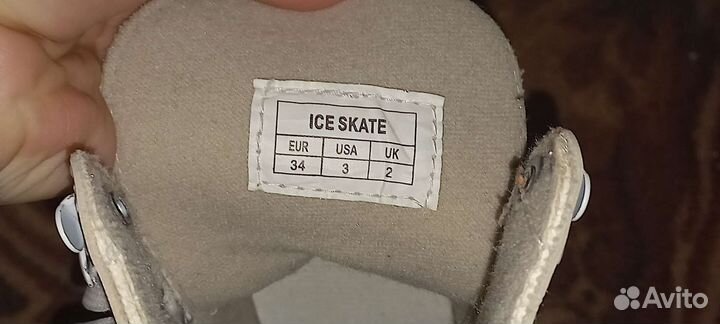 ICE SKATE
EUR USA UK
34 3 2
Avito